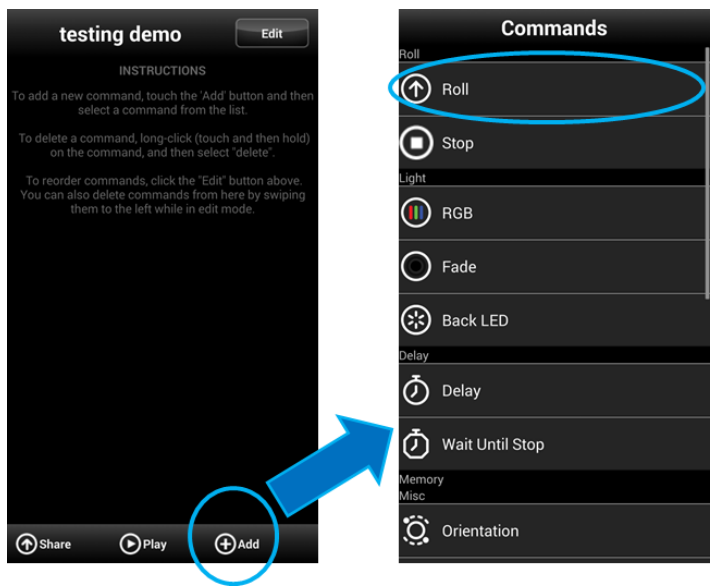 testing demo
Edit
INSTRUCTIONS
To add a new command, touch the 'Add' button and then
select a command from the list.
To delete a command, long-click (touch and then hold)
on the command, and then select "delete".
To reorder commands, click the "Edit" button above.
You can also delete commands from here by swiping
them to the left while in edit mode.
Share
Play
Add
Commands
Roll
Roll
Stop
Light
RGB
Fade
Back LED
Delay
Delay
Wait Until Stop
Memory
Misc
Orientation